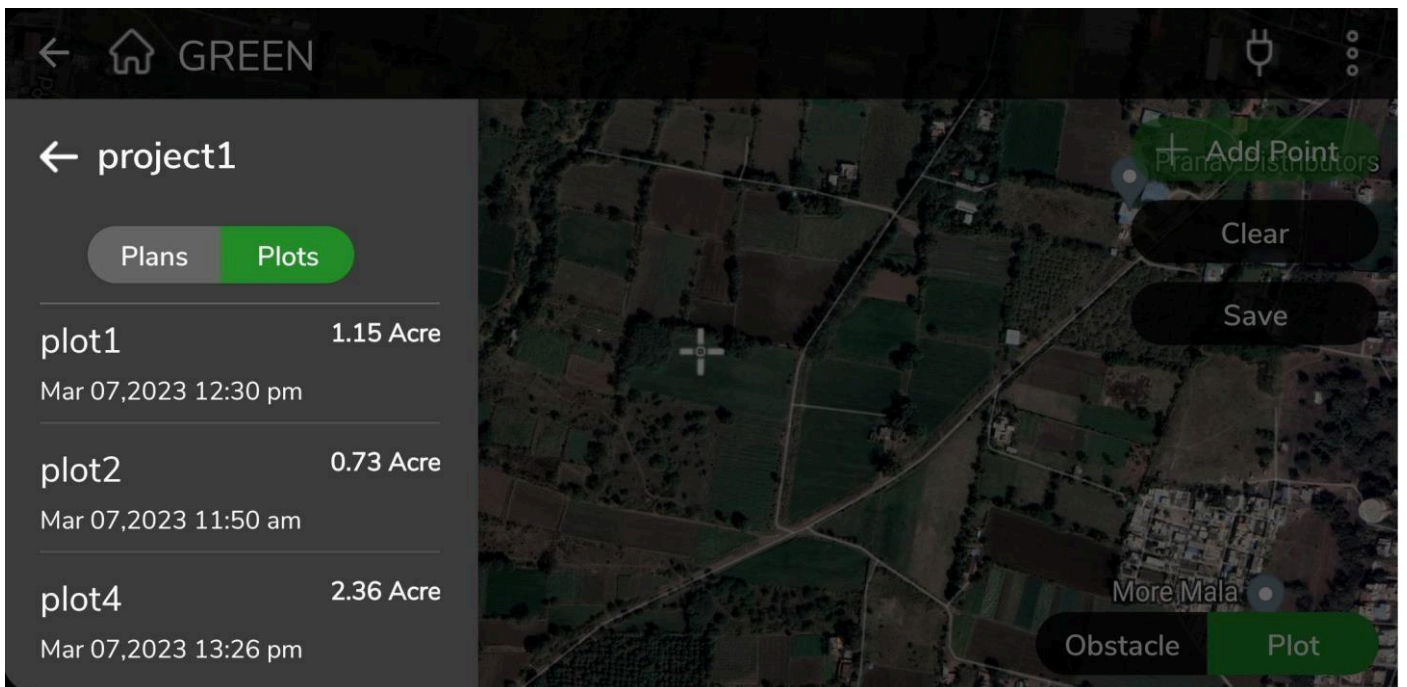 GREEN
project1
Plans Plots
plot1 1.15 Acre
Mar 07,2023 12:30 pm
plot2 0.73 Acre
Mar 07,2023 11:50 am
plot4 2.36 Acre
Mar 07,2023 13:26 pm
Add Point
Pranav Distributors
Clear
Save
More Mala
Obstacle Plot